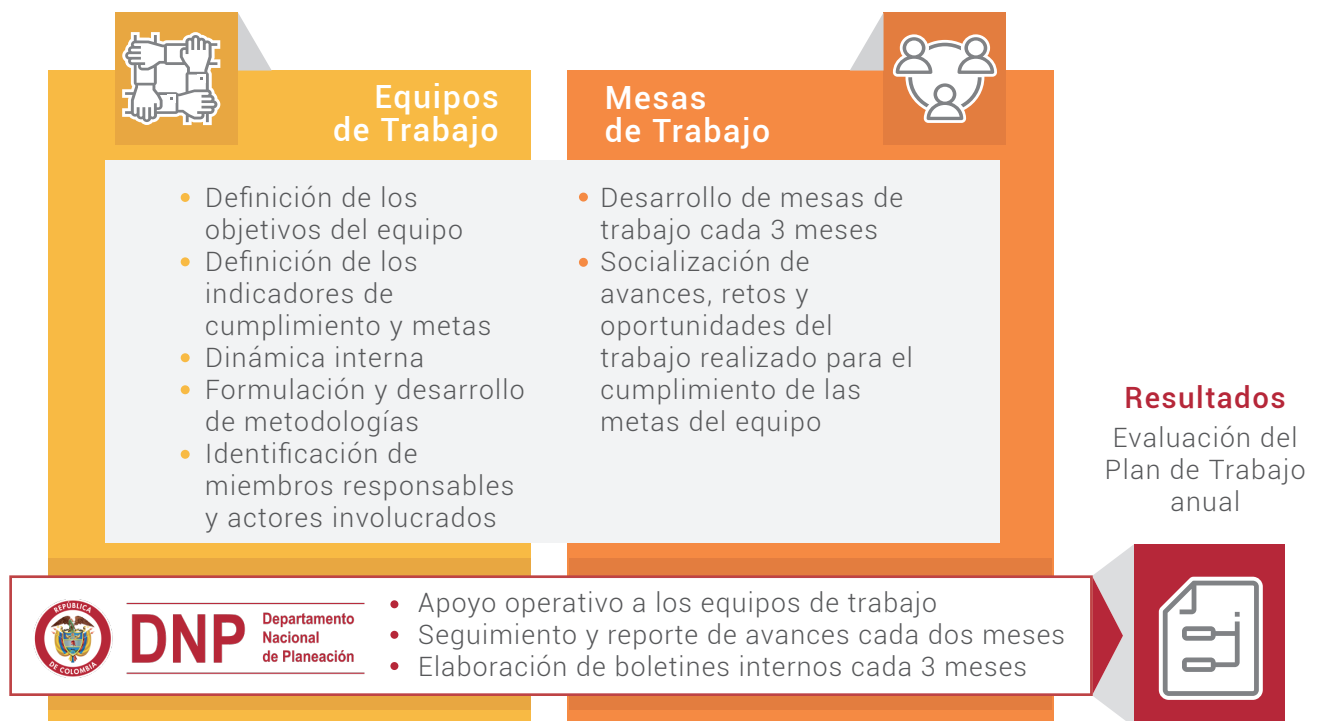 Equipos
de Trabajo
• Definición de los
objetivos del equipo
• Definición de los
indicadores de
cumplimiento y metas
• Dinámica interna
• Formulación y desarrollo
de metodologías
• Identificación de
miembros responsables
y actores involucrados
Mesas
de Trabajo
• Desarrollo de mesas de
trabajo cada 3 meses
• Socialización de
avances, retos y
oportunidades del
trabajo realizado para el
cumplimiento de las
metas del equipo
REPÚBLICA
DE COLOMBIA
DNP
Departamento
Nacional
de Planeación
• Apoyo operativo a los equipos de trabajo
• Seguimiento y reporte de avances cada dos meses
• Elaboración de boletines internos cada 3 meses
Resultados
Evaluación del
Plan de Trabajo
anual